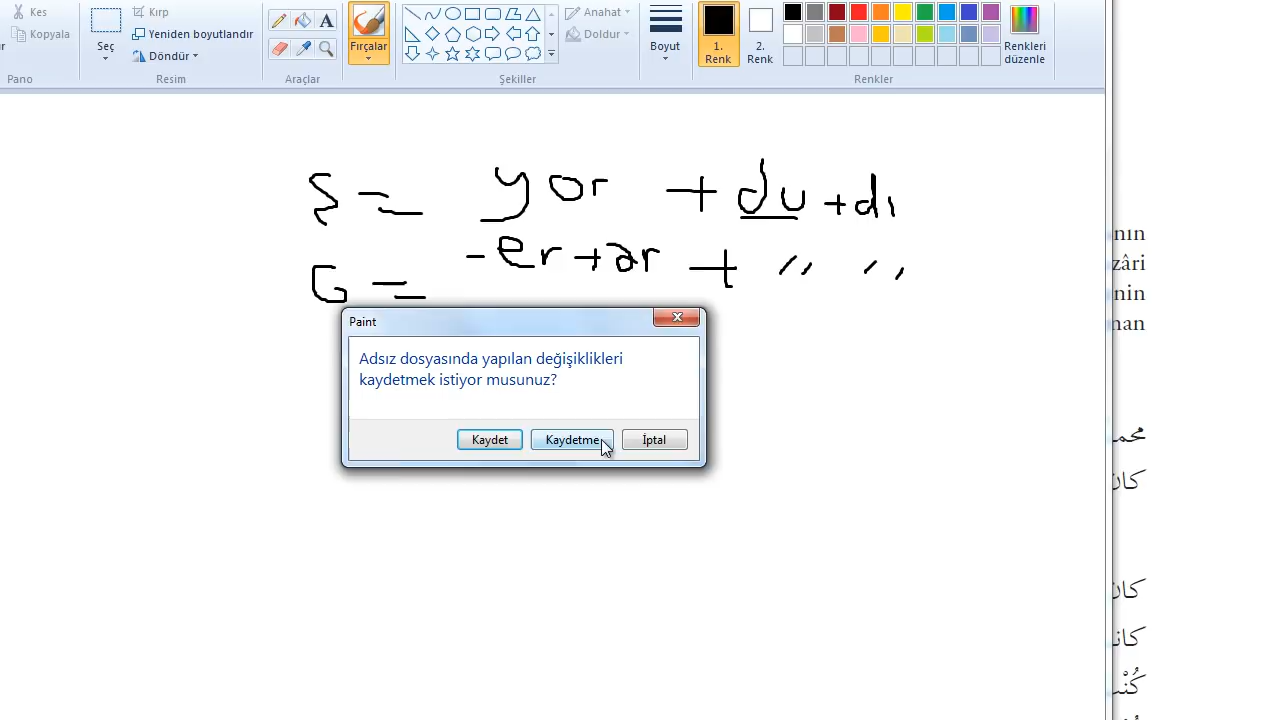 Kes
Kırp
Kopyala
Seç
Yeniden boyutlandır
Döndür
A
Fırçalar
Anahat
Doldur
Boyut
1.
Renk
2.
Renk
Renkleri
düzenle
Pano
Resim
Araçlar
Şekiller
Renkler
Ş = yor + du + dı
G = -er + ar + " "
Paint
Adsız dosyasında yapılan değişiklikleri
kaydetmek istiyor musunuz?
Kaydet
Kaydetme
İptal
nın
zâri
nin
man
كان
كان